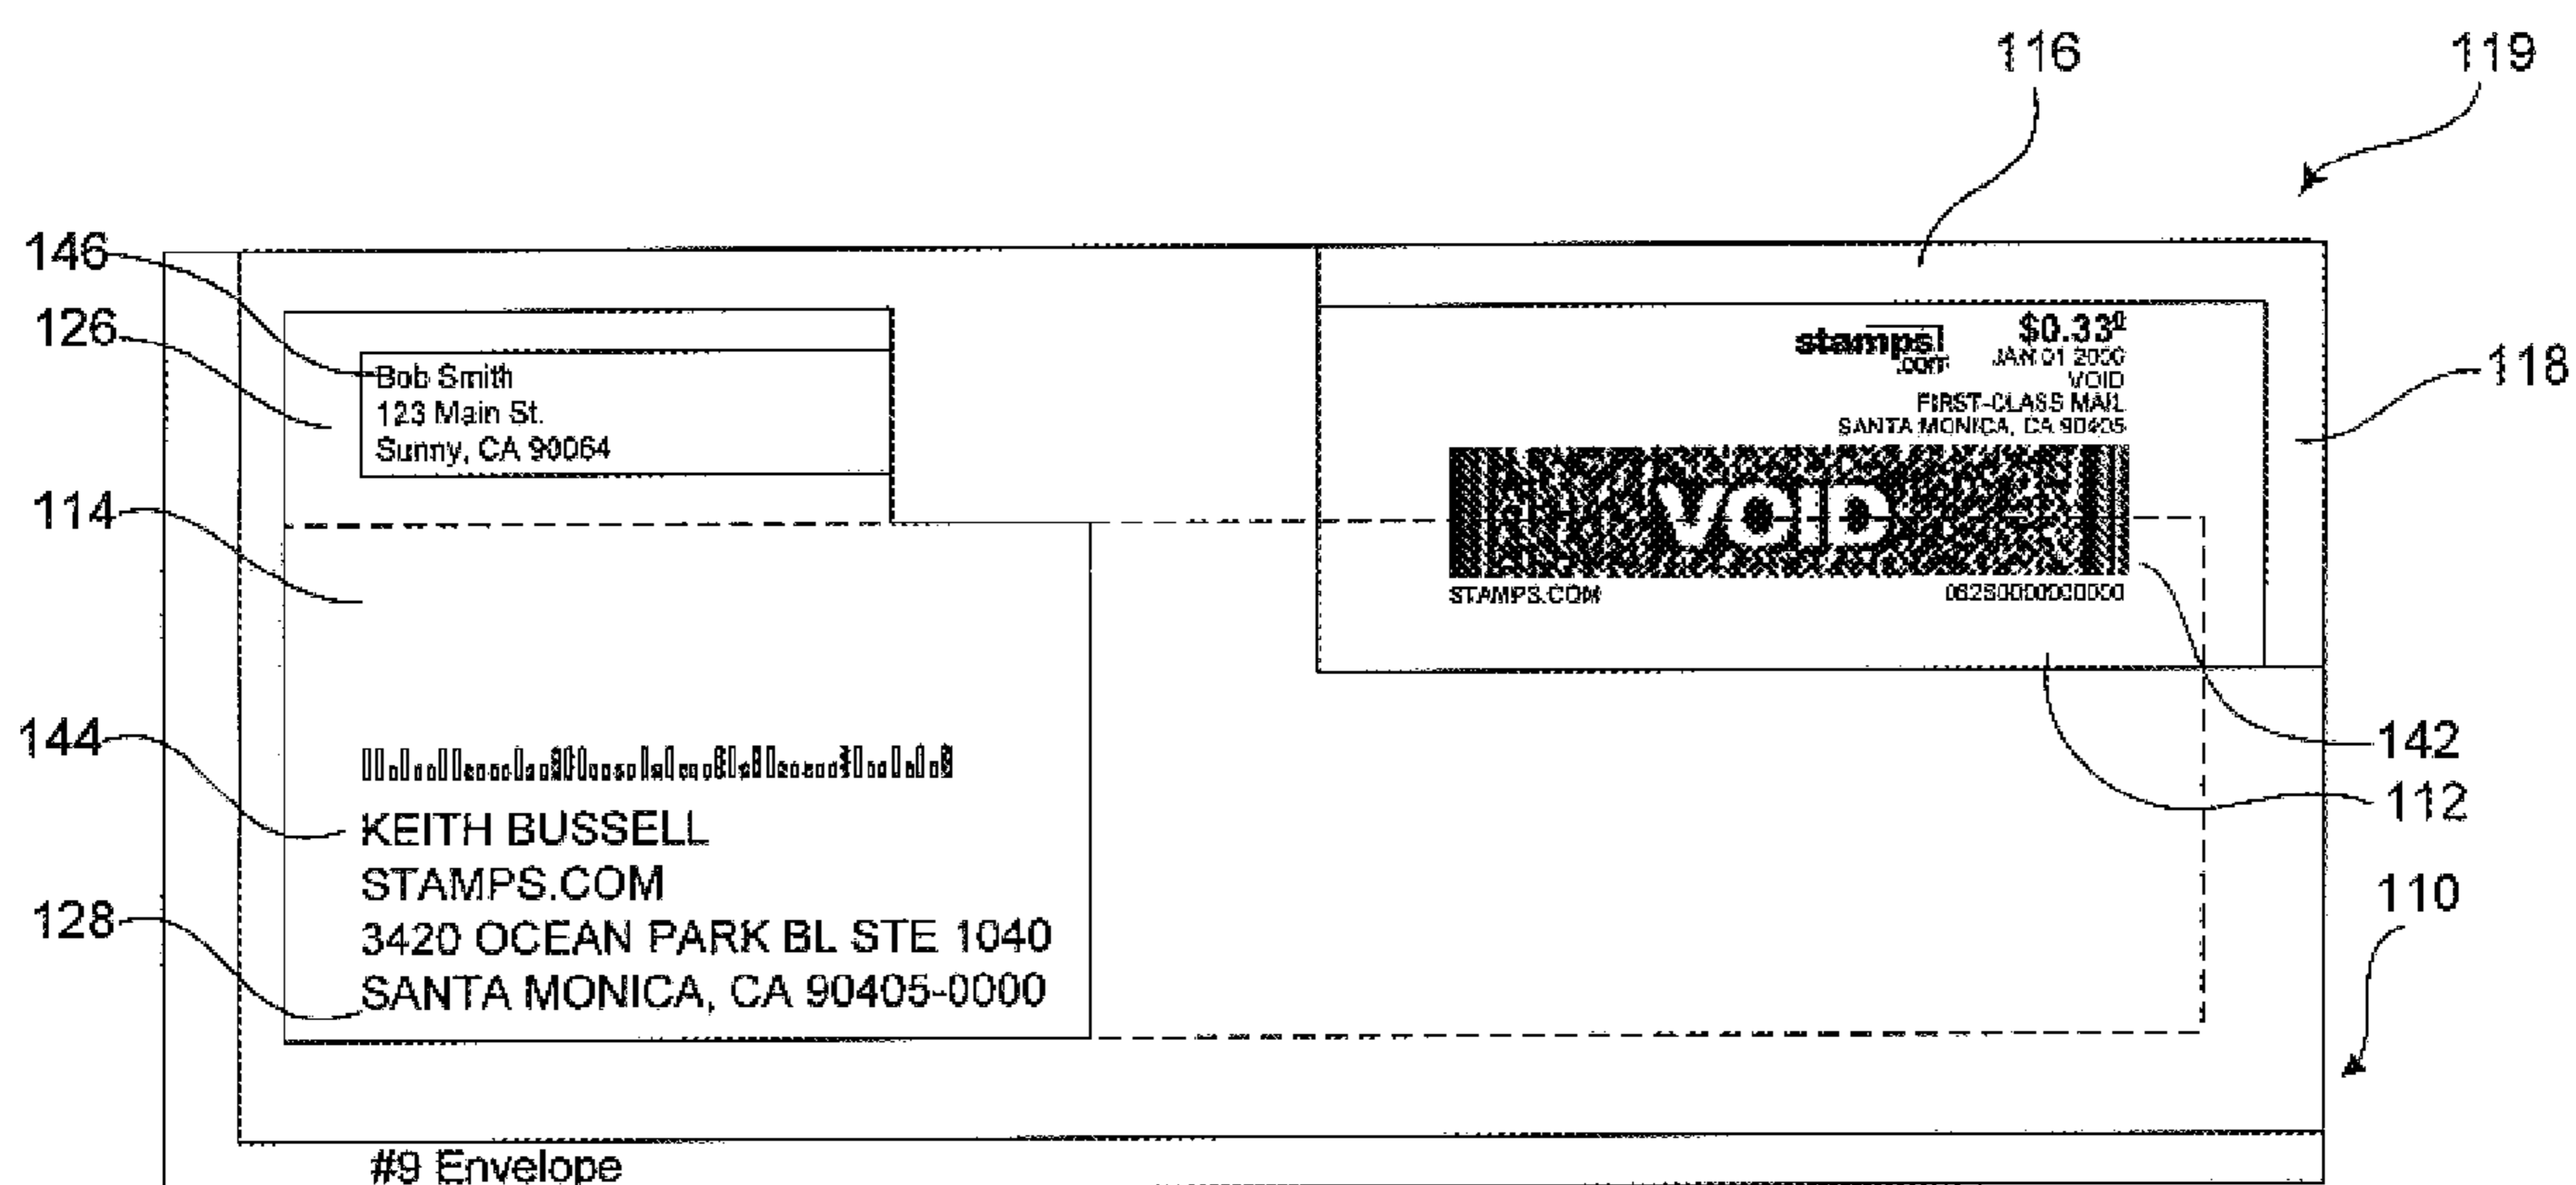 116
119
146
126
Bob Smith
123 Main St.
Sunny, CA 90064
stamps
.com
$0.33⁰
JAN 01 2000
VOID
FIRST-CLASS MAIL
SANTA MONICA, CA 90405
118
114
VOID
STAMPS.COM
062S0000000000
144
KEITH BUSSELL
STAMPS.COM
3420 OCEAN PARK BL STE 1040
SANTA MONICA, CA 90405-0000
128
142
112
110
#9 Envelope